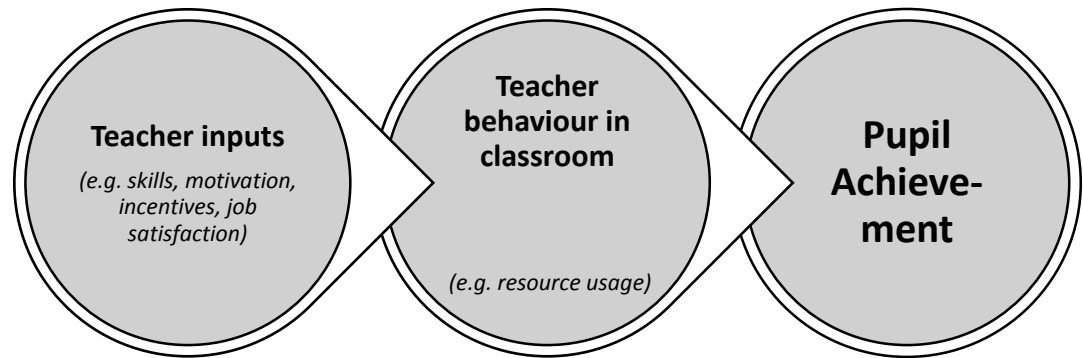 Teacher inputs
(e.g. skills, motivation,
incentives, job
satisfaction)
Teacher
behaviour in
classroom
(e.g. resource usage)
Pupil
Achieve-
ment